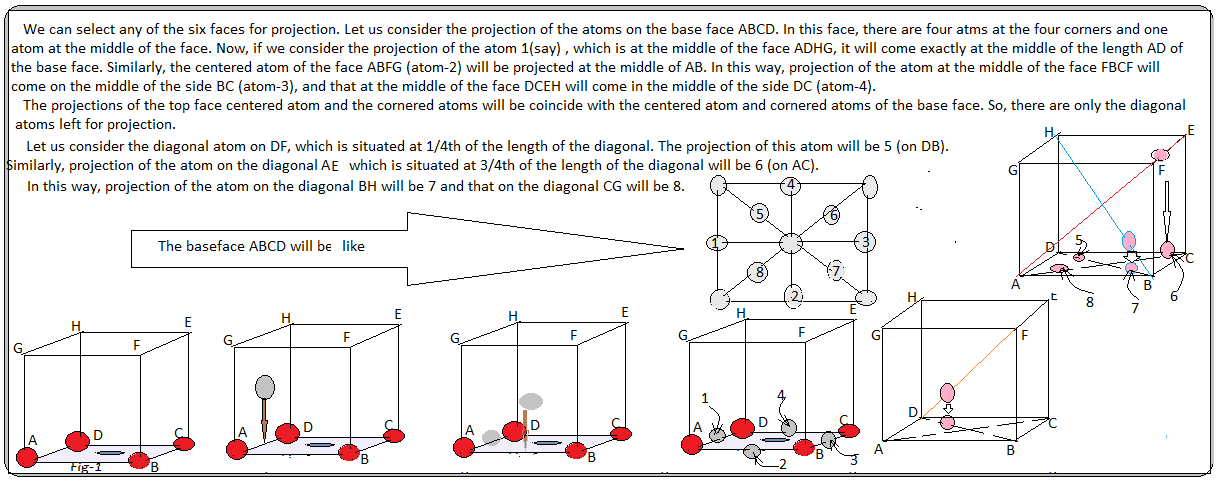 We can select any of the six faces for projection. Let us consider the projection of the atoms on the base face ABCD. In this face, there are four atms at the four corners and one
atom at the middle of the face. Now, if we consider the projection of the atom 1(say) , which is at the middle of the face ADHG, it will come exactly at the middle of the length AD of
the base face. Similarly, the centered atom of the face ABFG (atom-2) will be projected at the middle of AB. In this way, projection of the atom at the middle of the face FBCF will
come on the middle of the side BC (atom-3), and that at the middle of the face DCEH will come in the middle of the side DC (atom-4).
The projections of the top face centered atom and the cornered atoms will be coincide with the centered atom and cornered atoms of the base face. So, there are only the diagonal
atoms left for projection.
Let us consider the diagonal atom on DF, which is situated at 1/4th of the length of the diagonal. The projection of this atom will be 5 (on DB).
Similarly, projection of the atom on the diagonal AE which is situated at 3/4th of the length of the diagonal will be 6 (on AC).
In this way, projection of the atom on the diagonal BH will be 7 and that on the diagonal CG will be 8.
The baseface ABCD will be like
4
5 6
1 3
8 7
2
H E
G F
D 5 C
A B
8 7 6
H E
G F
A D C
B
Fig-1
H E
G F
A D C
B
H E
G F
A D C
B
H E
G F
1 4
A D C
B
2 3
H E
G F
D C
A B